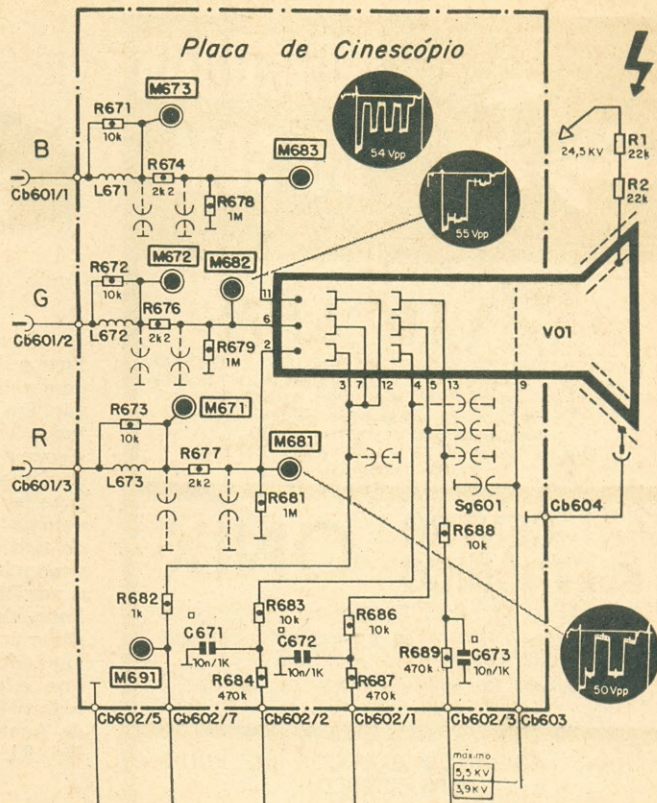 Placa de Cinescópio
M673
R671
10k
B
Cb601/1
L671
R674
2k2
M683
R678
1M
54 Vpp
24,5 KV
R1
22k
R2
22k
55 Vpp
R672
10k
M672
M682
G
Cb601/2
L672
R676
2k2
R679
1M
11
6
2
V01
3
7
12
4
5
13
9
R673
10k
M671
R
Cb601/3
L673
R677
2k2
M681
R681
1M
Sg601
Cb604
R688
10k
R682
1k
R683
10k
C671
10n/1K
R686
10k
C672
10n/1K
R684
470k
R687
470k
R689
470k
C673
10n/1K
M691
50 Vpp
Cb602/5
Cb602/7
Cb602/2
Cb602/1
Cb602/3
Cb603
máximo
5,5 KV
3,9 KV